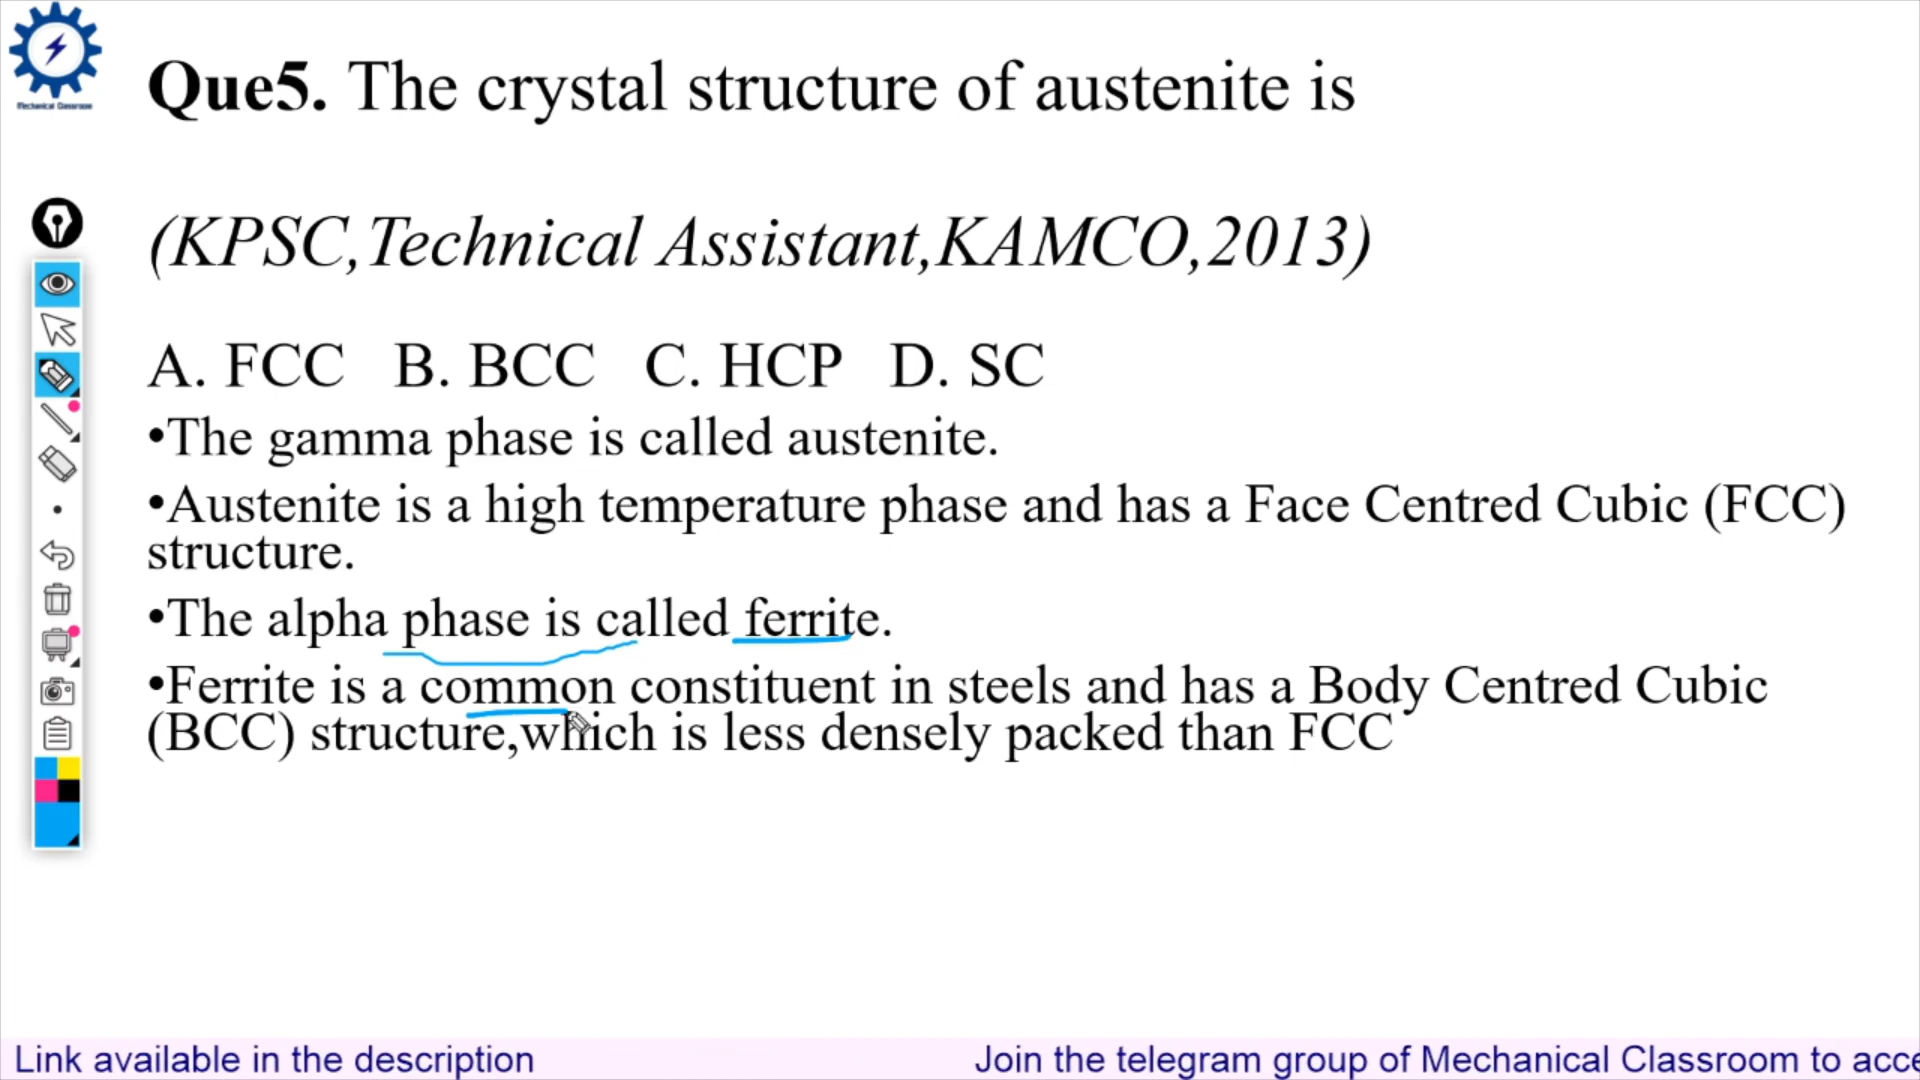 Mechanical Classroom
Que5. The crystal structure of austenite is
(KPSC,Technical Assistant,KAMCO,2013)
A. FCC B. BCC C. HCP D. SC
•The gamma phase is called austenite.
•Austenite is a high temperature phase and has a Face Centred Cubic (FCC)
structure.
•The alpha phase is called ferrite.
•Ferrite is a common constituent in steels and has a Body Centred Cubic
(BCC) structure,which is less densely packed than FCC
Link available in the description Join the telegram group of Mechanical Classroom to acce